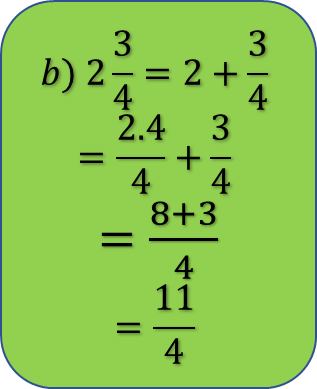 b) 2 3/4 = 2 + 3/4
= 2.4/4 + 3/4
= 8+3/4
= 11/4